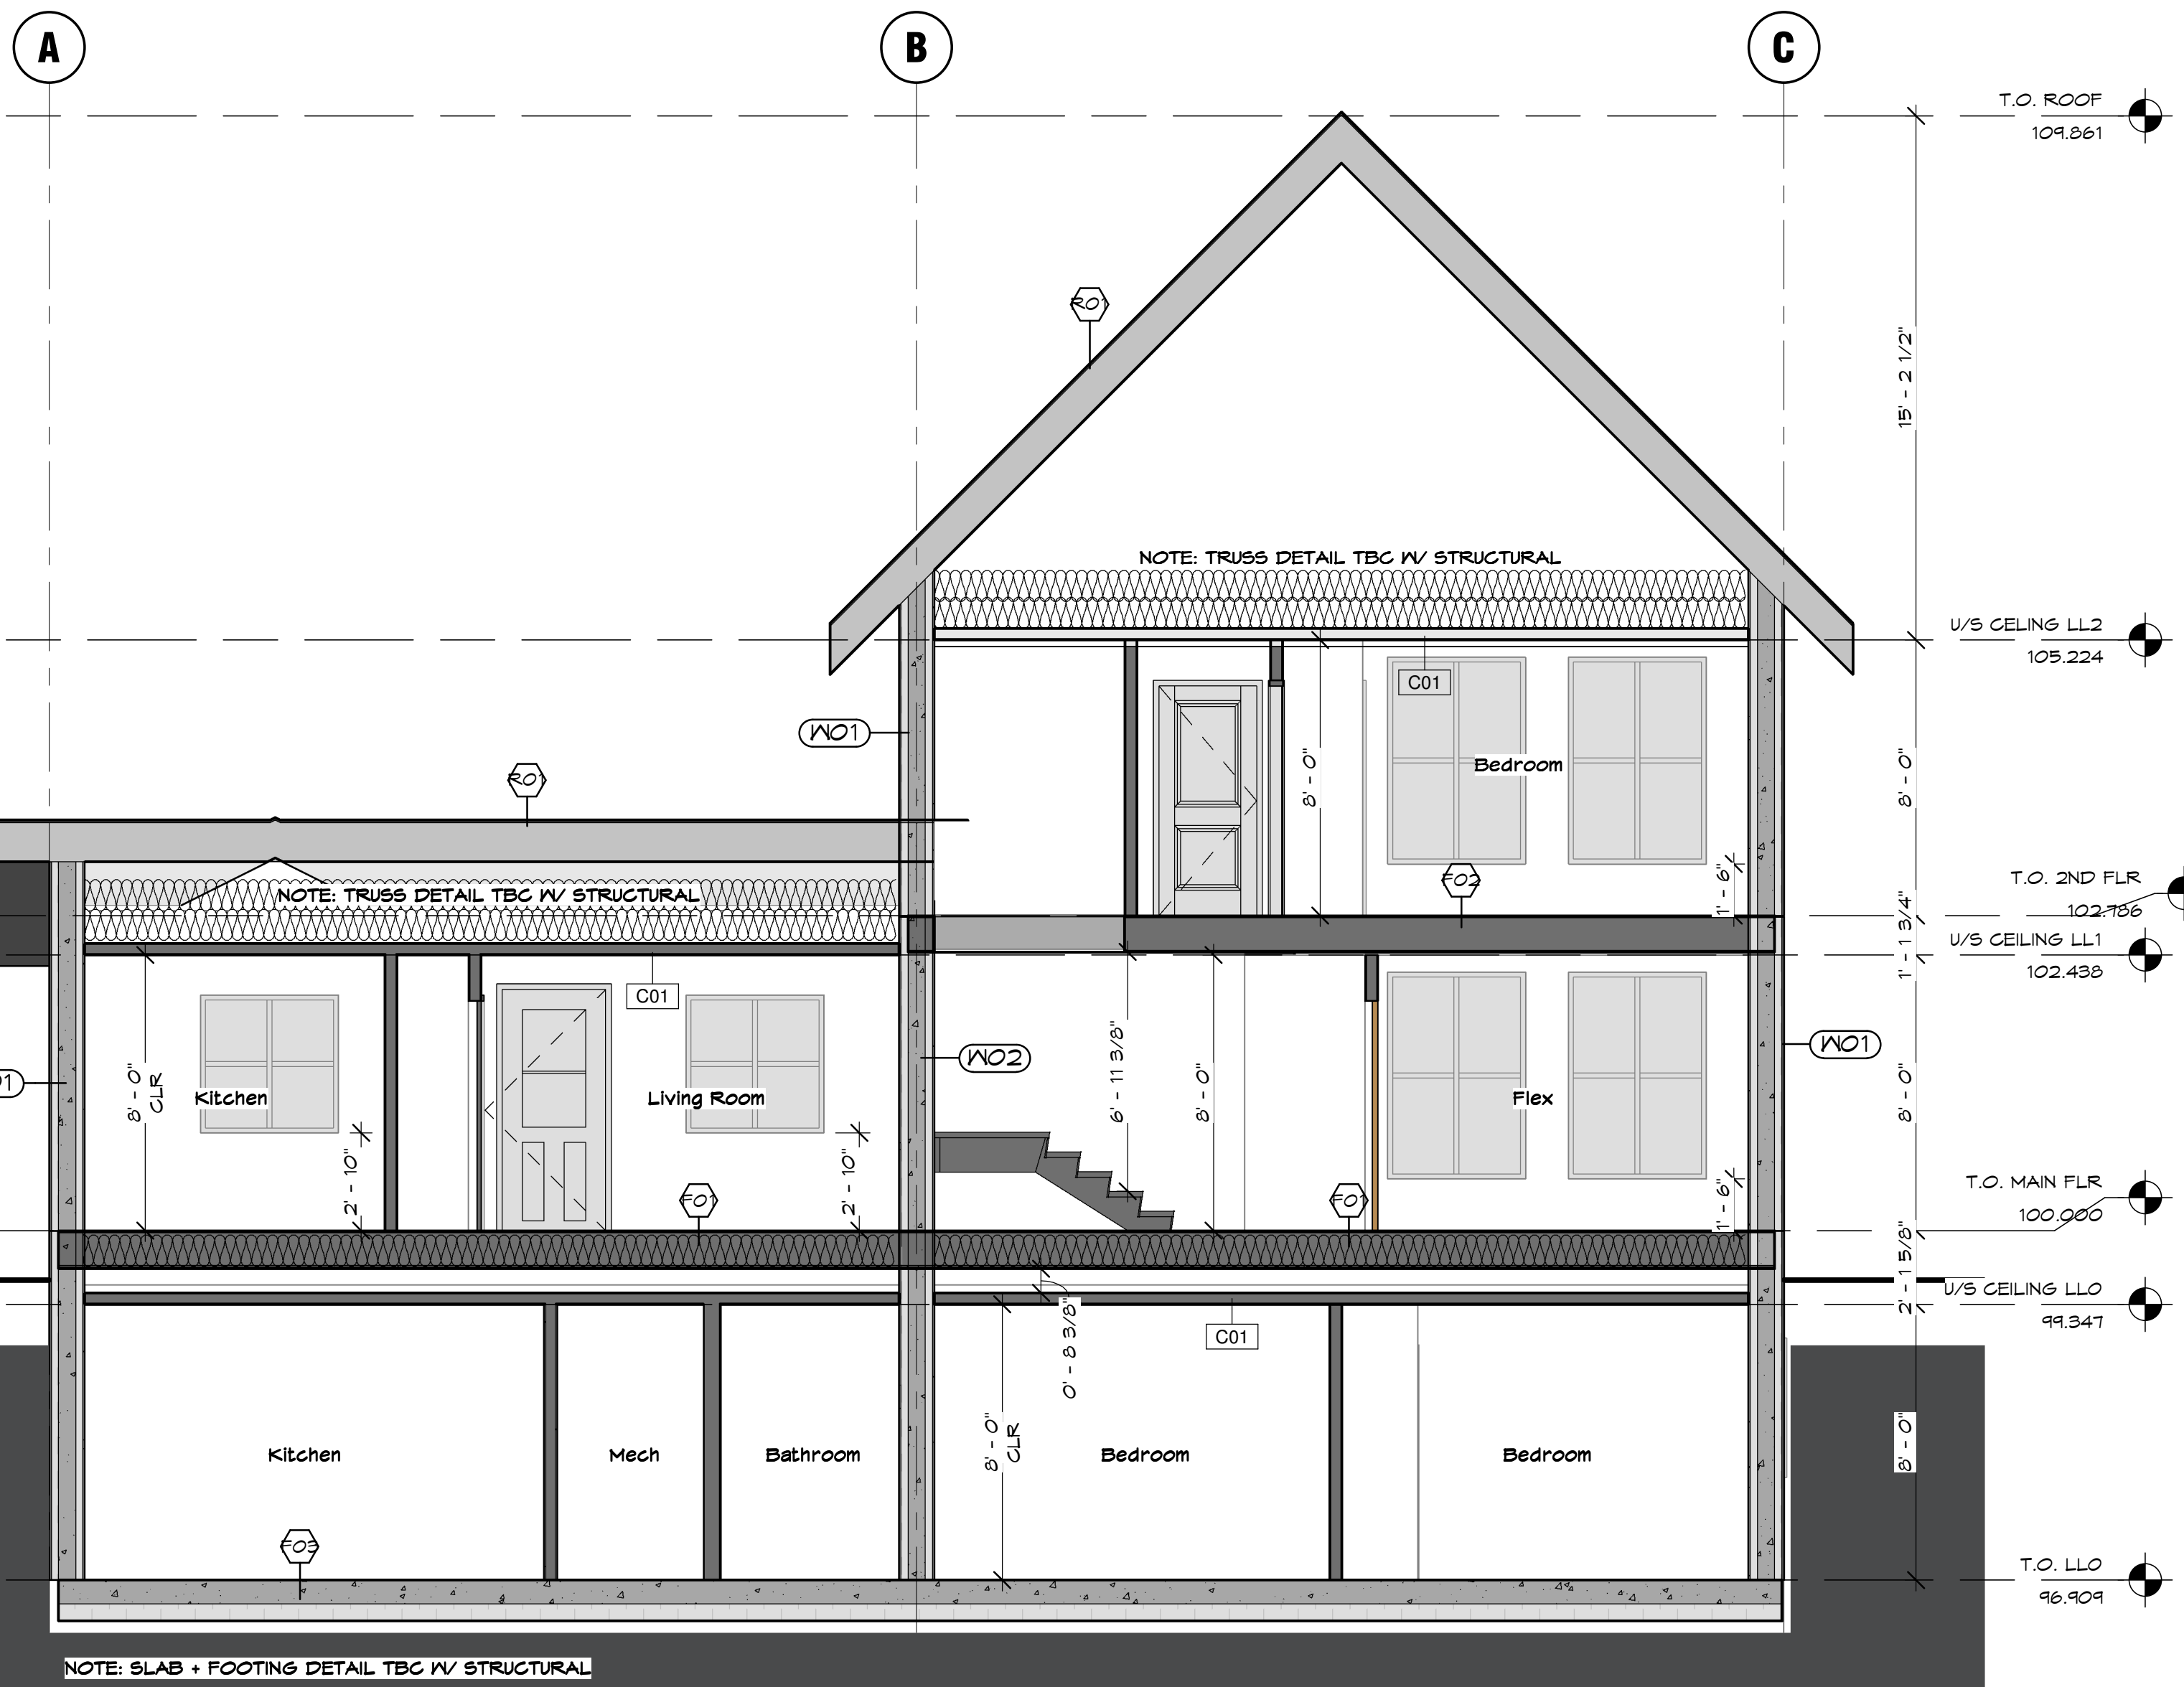 A
B
C
T.O. ROOF
109.861
R01
15' - 2 1/2"
NOTE: TRUSS DETAIL TBC W/ STRUCTURAL
U/S CELING LL2
105.224
C01
W01
R01
8' - 0"
Bedroom
8' - 0"
F02
1' - 6"
T.O. 2ND FLR
102.786
NOTE: TRUSS DETAIL TBC W/ STRUCTURAL
1' - 1 3/4"
U/S CEILING LL1
102.438
C01
W02
W01
8' - 0"
CLR
Kitchen
Living Room
6' - 11 3/8"
8' - 0"
Flex
8' - 0"
2' - 10"
2' - 10"
F01
F01
1' - 6"
T.O. MAIN FLR
100.000
2' - 1 5/8"
U/S CEILING LL0
99.347
C01
0' - 8 3/8"
8' - 0"
CLR
8' - 0"
Kitchen
Mech
Bathroom
Bedroom
Bedroom
F03
T.O. LL0
96.909
NOTE: SLAB + FOOTING DETAIL TBC W/ STRUCTURAL